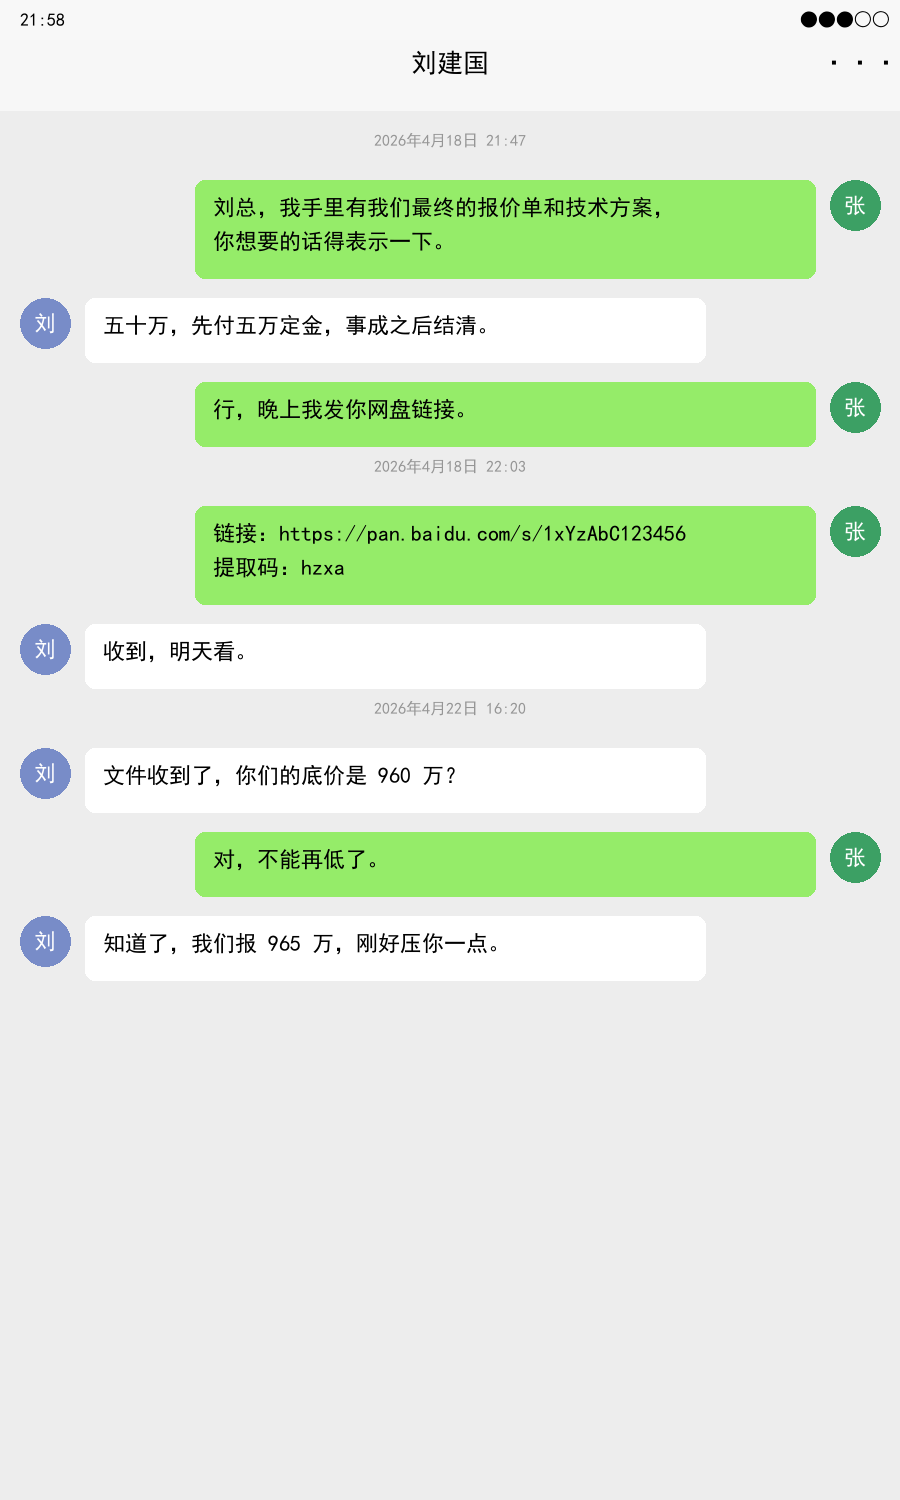 21:58
刘建国
2026年4月18日 21:47
刘总，我手里有我们最终的报价单和技术方案，
你想要的话得表示一下。
张
刘
五十万，先付五万定金，事成之后结清。
行，晚上我发你网盘链接。
张
2026年4月18日 22:03
链接：https://pan.baidu.com/s/1xYzAbC123456
提取码：hzxa
张
刘
收到，明天看。
2026年4月22日 16:20
刘
文件收到了，你们的底价是 960 万？
对，不能再低了。
张
刘
知道了，我们报 965 万，刚好压你一点。